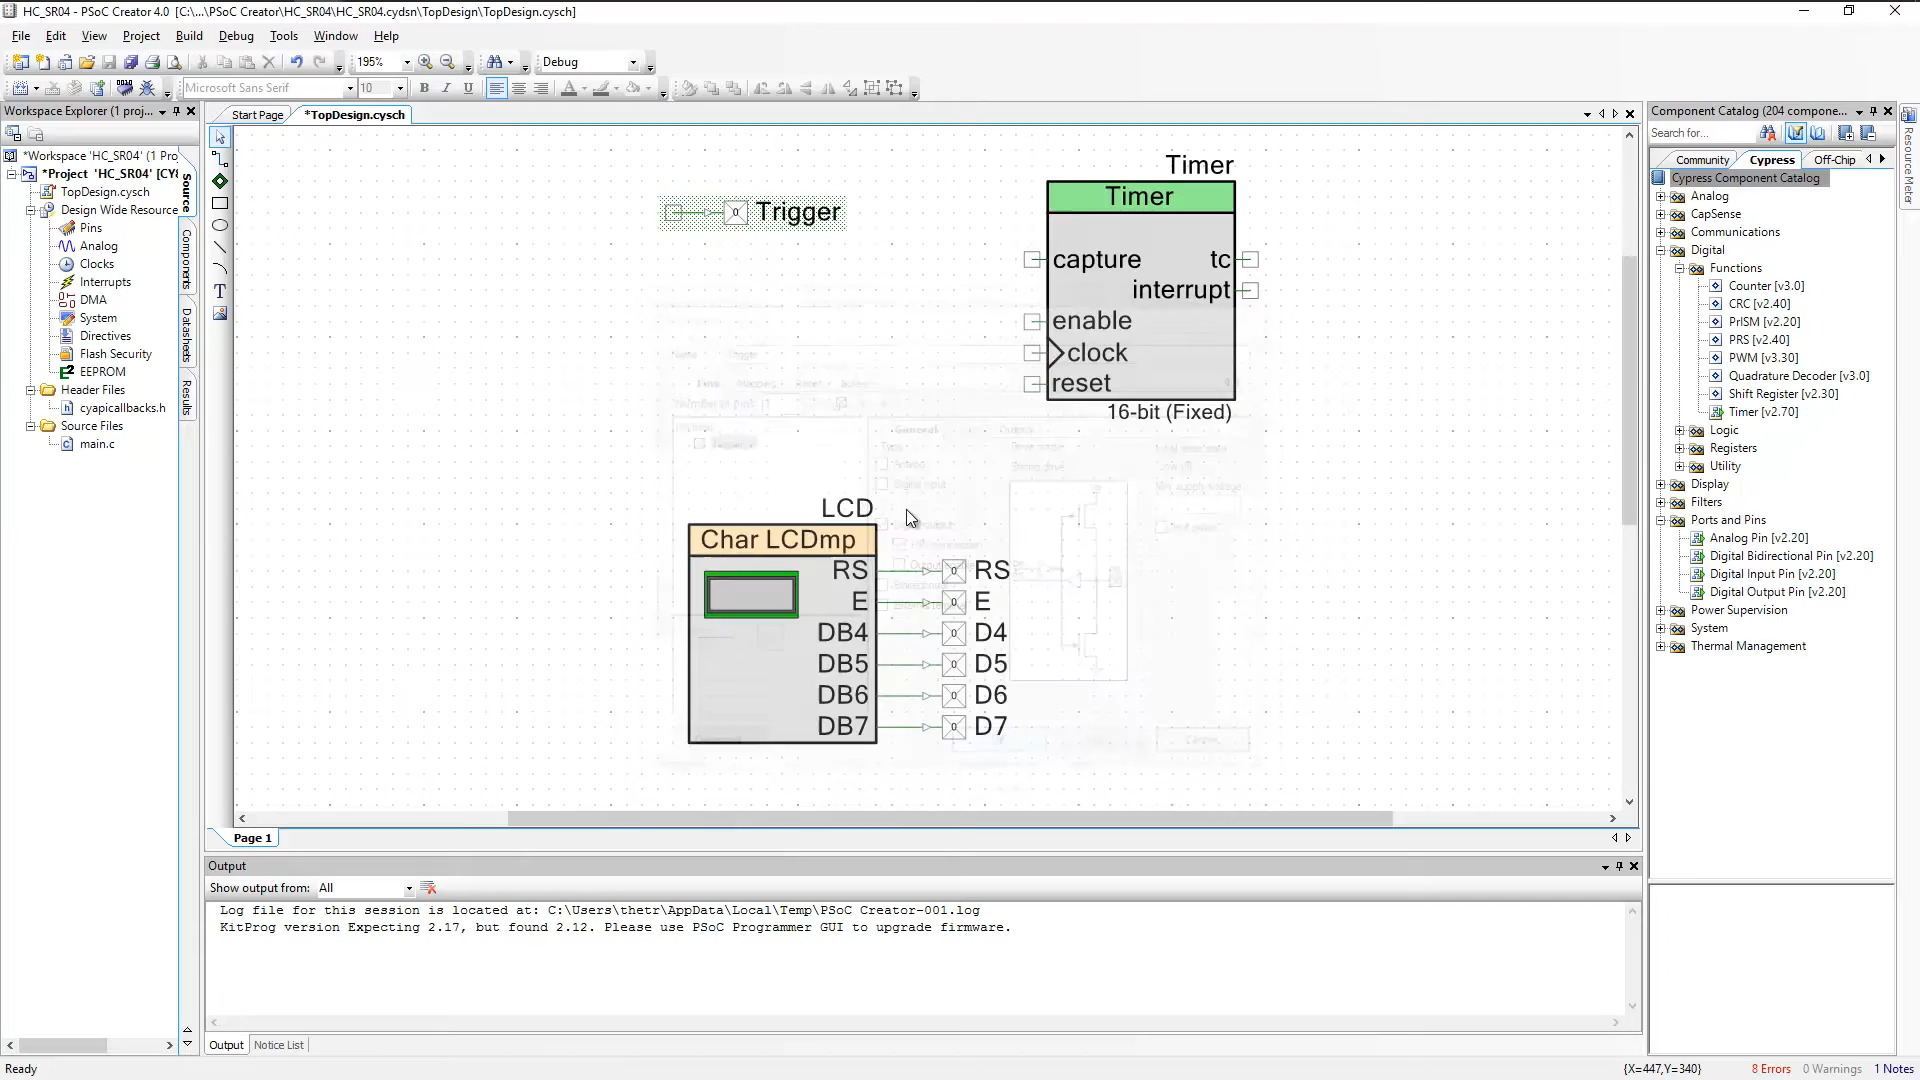 HC_SR04 - PSoC Creator 4.0 [C:\...\PSoC Creator\HC_SR04\HC_SR04.cydsn\TopDesign\TopDesign.cysch]
File Edit View Project Build Debug Tools Window Help
195% Debug
Microsoft Sans Serif 10 B I U A
Workspace Explorer (1 proj...
*Workspace 'HC_SR04' (1 Pro
*Project 'HC_SR04' [CY8
TopDesign.cysch
Design Wide Resource
Pins
Analog
Clocks
Interrupts
DMA
System
Directives
Flash Security
EEPROM
Header Files
cyapicallbacks.h
Source Files
main.c
Source
Components
Datasheets
Results
Start Page *TopDesign.cysch
T
Trigger
Timer
Timer
capture tc
interrupt
enable
clock
reset
16-bit (Fixed)
LCD
Char LCDmp
RS RS
E E
DB4 D4
DB5 D5
DB6 D6
DB7 D7
Page 1
Output
Show output from: All
Log file for this session is located at: C:\Users\thetr\AppData\Local\Temp\PSoC Creator-001.log
KitProg version Expecting 2.17, but found 2.12. Please use PSoC Programmer GUI to upgrade firmware.
Output Notice List
Component Catalog (204 compone...
Search for...
Community Cypress Off-Chip
Cypress Component Catalog
Analog
CapSense
Communications
Digital
Functions
Counter [v3.0]
CRC [v2.40]
PrISM [v2.20]
PRS [v2.40]
PWM [v3.30]
Quadrature Decoder [v3.0]
Shift Register [v2.30]
Timer [v2.70]
Logic
Registers
Utility
Display
Filters
Ports and Pins
Analog Pin [v2.20]
Digital Bidirectional Pin [v2.20]
Digital Input Pin [v2.20]
Digital Output Pin [v2.20]
Power Supervision
System
Thermal Management
Resource Meter
Ready {X=447,Y=340} 8 Errors 0 Warnings 1 Notes